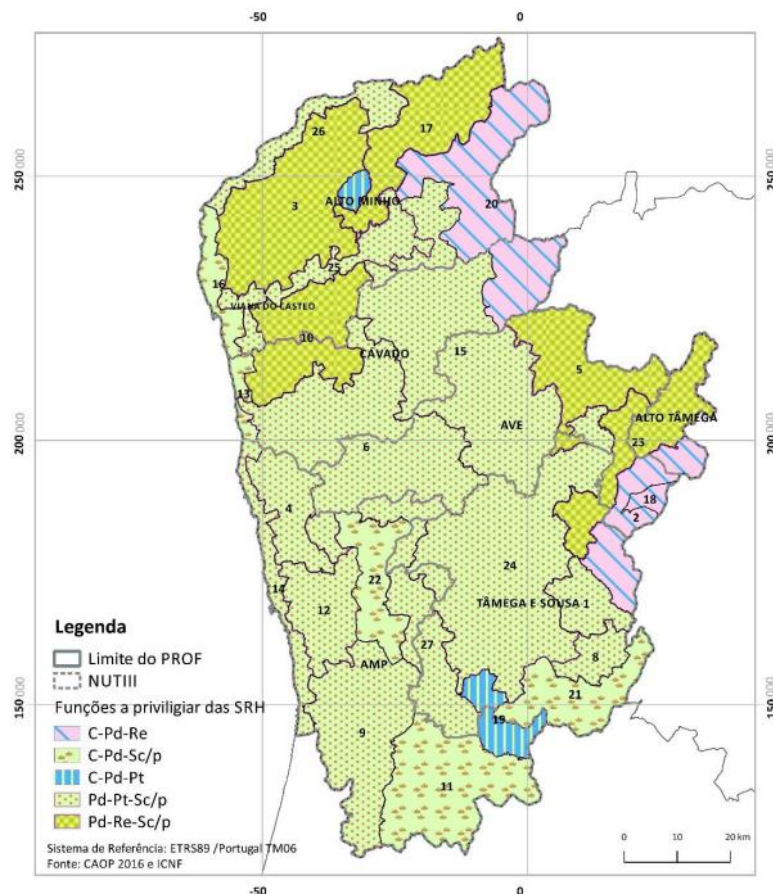 -50 0
250 000 250 000
200 000 200 000
150 000 150 000
26
17
3
ALTO MINHO
20
25
16
VIANA DO CASTEO
10
CÁVADO
15
5
13
AVE
ALTO TÂMEGA
23
6
18
2
4
24
22
14
12
TÂMEGA E SOUSA 1
27
8
AMP
21
19
9
11
Legenda
Limite do PROF
NUTIII
Funções a priviligiar das SRH
C-Pd-Re
C-Pd-Sc/p
C-Pd-Pt
Pd-Pt-Sc/p
Pd-Re-Sc/p
Sistema de Referência: ETRS89 /Portugal TM06
Fonte: CAOP 2016 e ICNF
0 10 20 km
-50 0